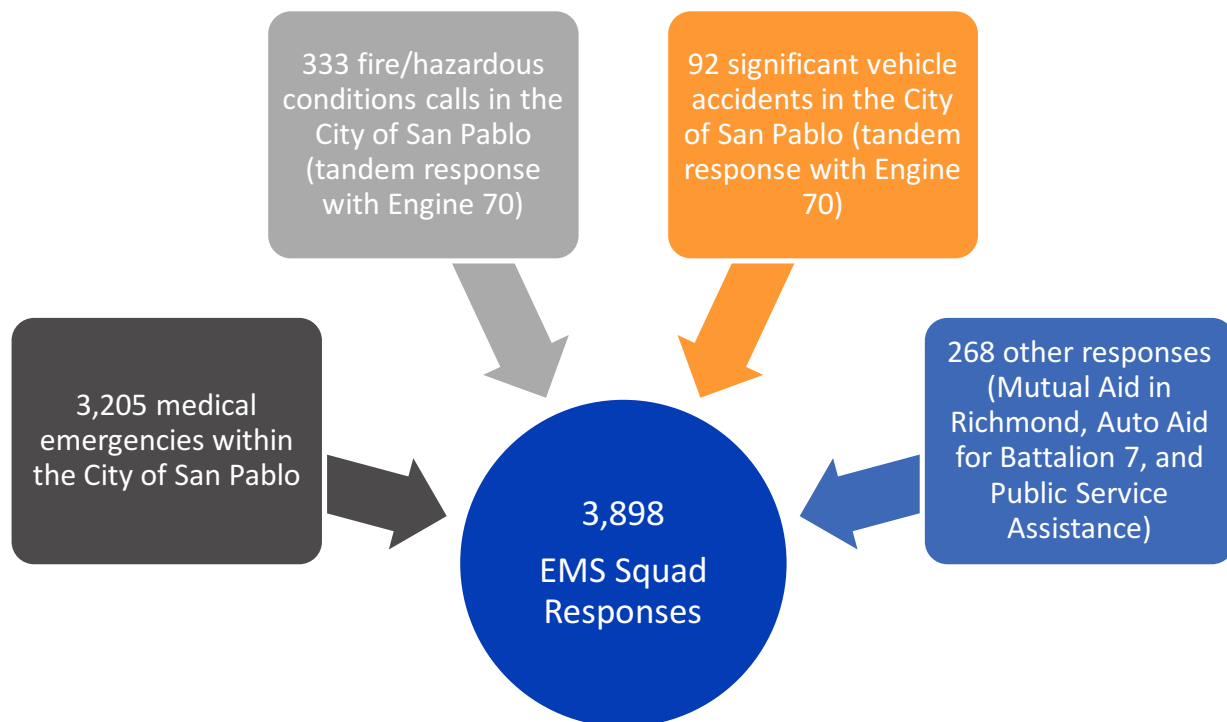 333 fire/hazardous
conditions calls in the
City of San Pablo
(tandem response
with Engine 70)
92 significant vehicle
accidents in the City
of San Pablo (tandem
response with Engine
70)
3,205 medical
emergencies within
the City of San Pablo
268 other responses
(Mutual Aid in
Richmond, Auto Aid
for Battalion 7, and
Public Service
Assistance)
3,898
EMS Squad
Responses